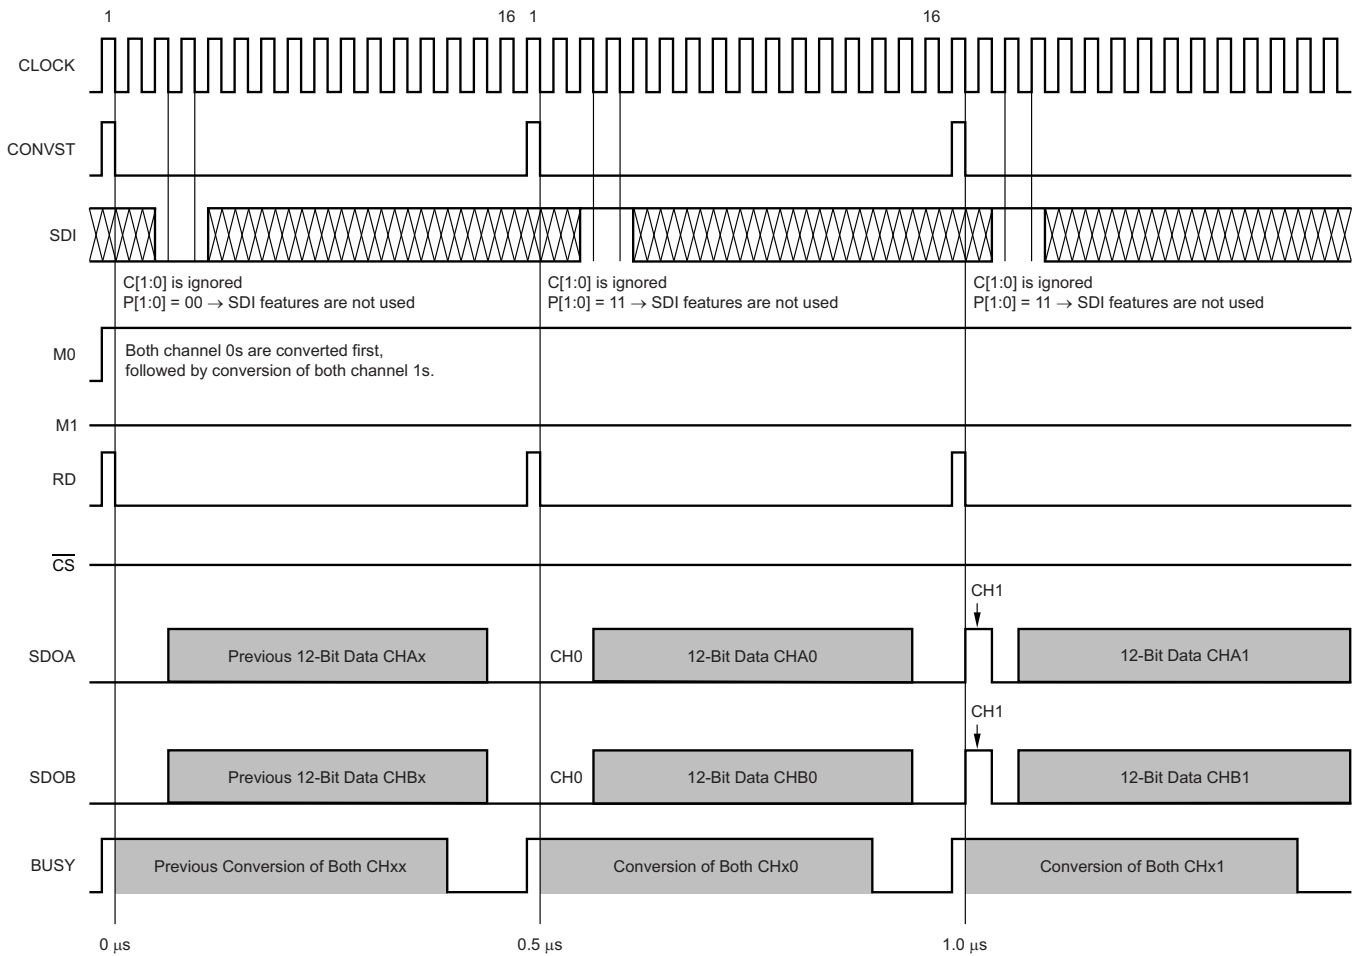 1
16 1
16
CLOCK
CONVST
SDI
C[1:0] is ignored
P[1:0] = 00 → SDI features are not used
C[1:0] is ignored
P[1:0] = 11 → SDI features are not used
C[1:0] is ignored
P[1:0] = 11 → SDI features are not used
M0
Both channel 0s are converted first,
followed by conversion of both channel 1s.
M1
RD
C̅S̅
CH1
SDOA
Previous 12-Bit Data CHAx
CH0
12-Bit Data CHA0
12-Bit Data CHA1
CH1
SDOB
Previous 12-Bit Data CHBx
CH0
12-Bit Data CHB0
12-Bit Data CHB1
BUSY
Previous Conversion of Both CHxx
Conversion of Both CHx0
Conversion of Both CHx1
0 μs
0.5 μs
1.0 μs